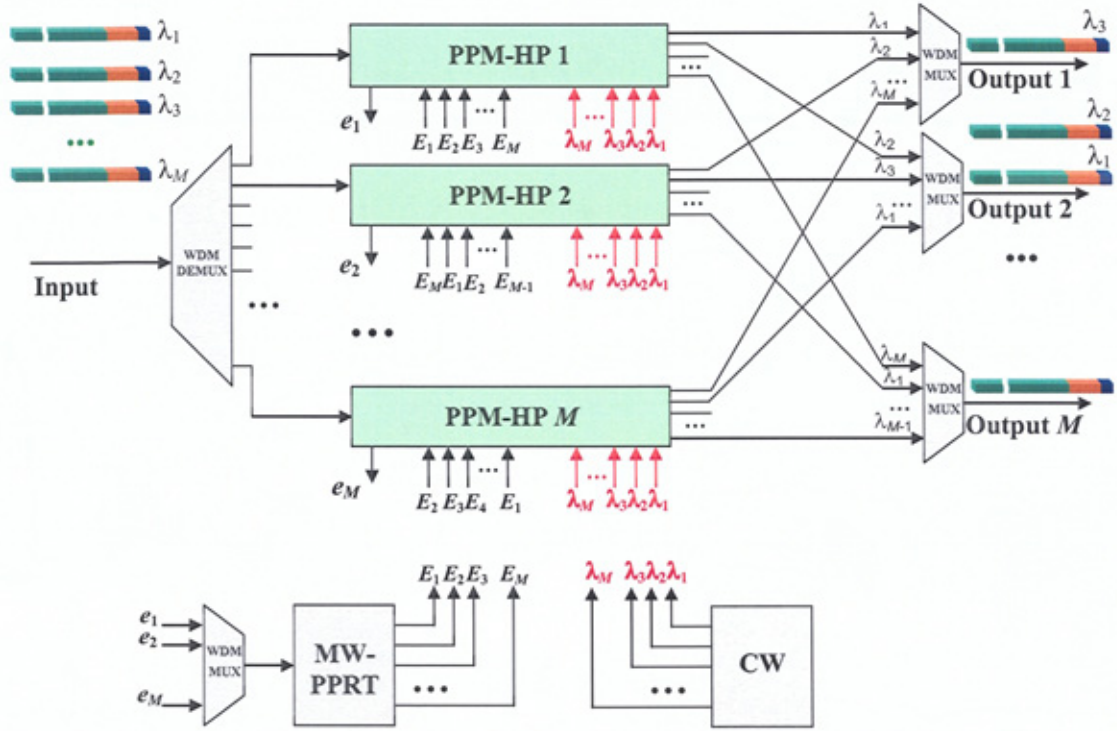 λ1
λ2
λ3
...
λM
Input
WDM
DEMUX
...
PPM-HP 1
e1
E1 E2 E3 ... EM
λM ... λ3 λ2 λ1
...
PPM-HP 2
e2
EM E1 E2 ... EM-1
λM ... λ3 λ2 λ1
...
...
PPM-HP M
eM
E2 E3 E4 ... E1
λM ... λ3 λ2 λ1
...
λ1
λ2
...
λM
WDM
MUX
λ3
Output 1
λ2
λ3
...
λ1
WDM
MUX
λ2
λ1
Output 2
...
λM
λ1
...
λM-1
WDM
MUX
Output M
e1
e2
eM
WDM
MUX
MW-
PPRT
E1 E2 E3 EM
...
λM λ3 λ2 λ1
...
CW